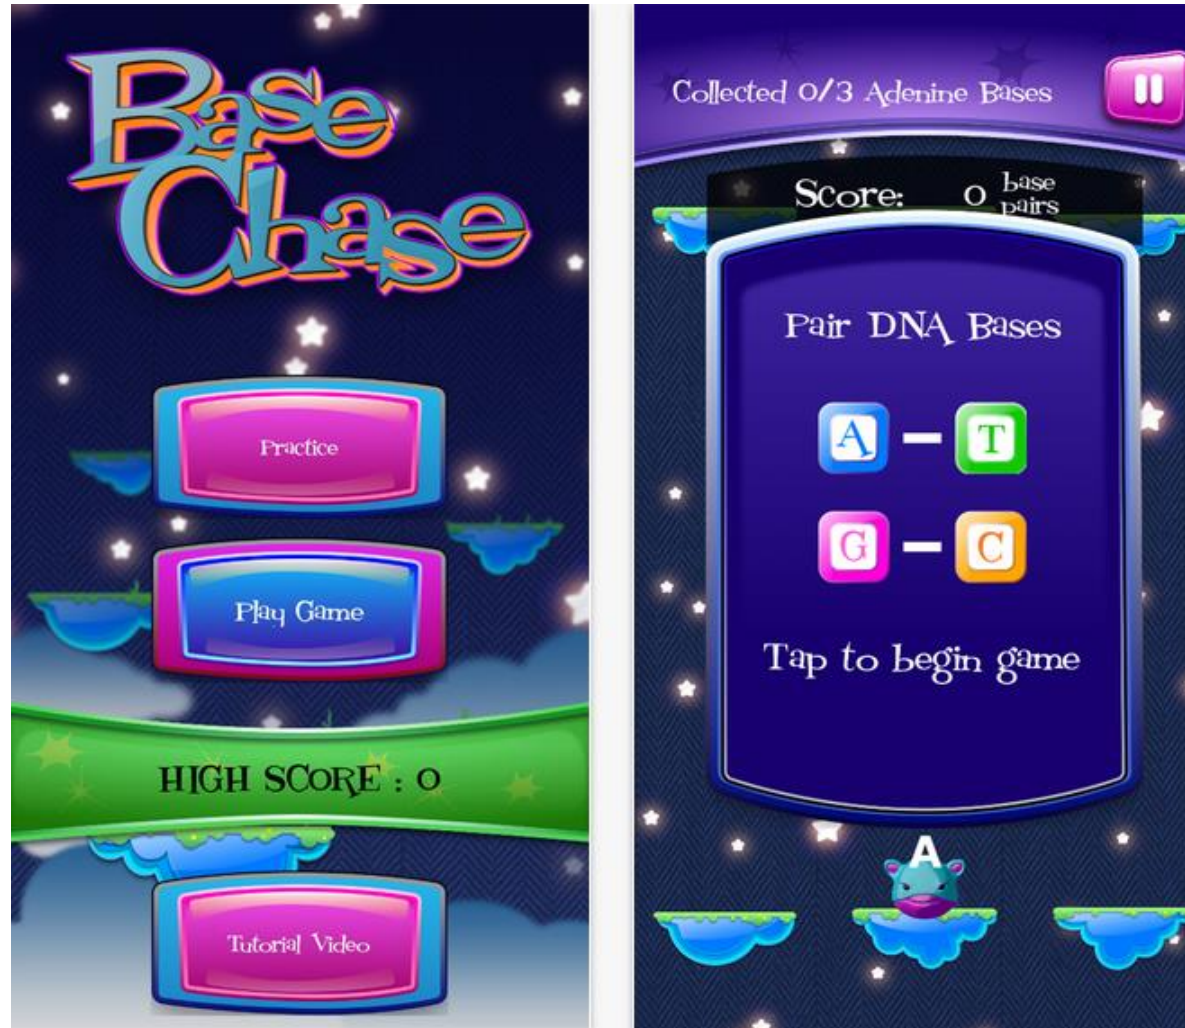 Base
Chase
Practice
Play Game
HIGH SCORE : 0
Tutorial Video
Collected 0/3 Adenine Bases
Score: 0 base
pairs
Pair DNA Bases
A - T
G - C
Tap to begin game
A